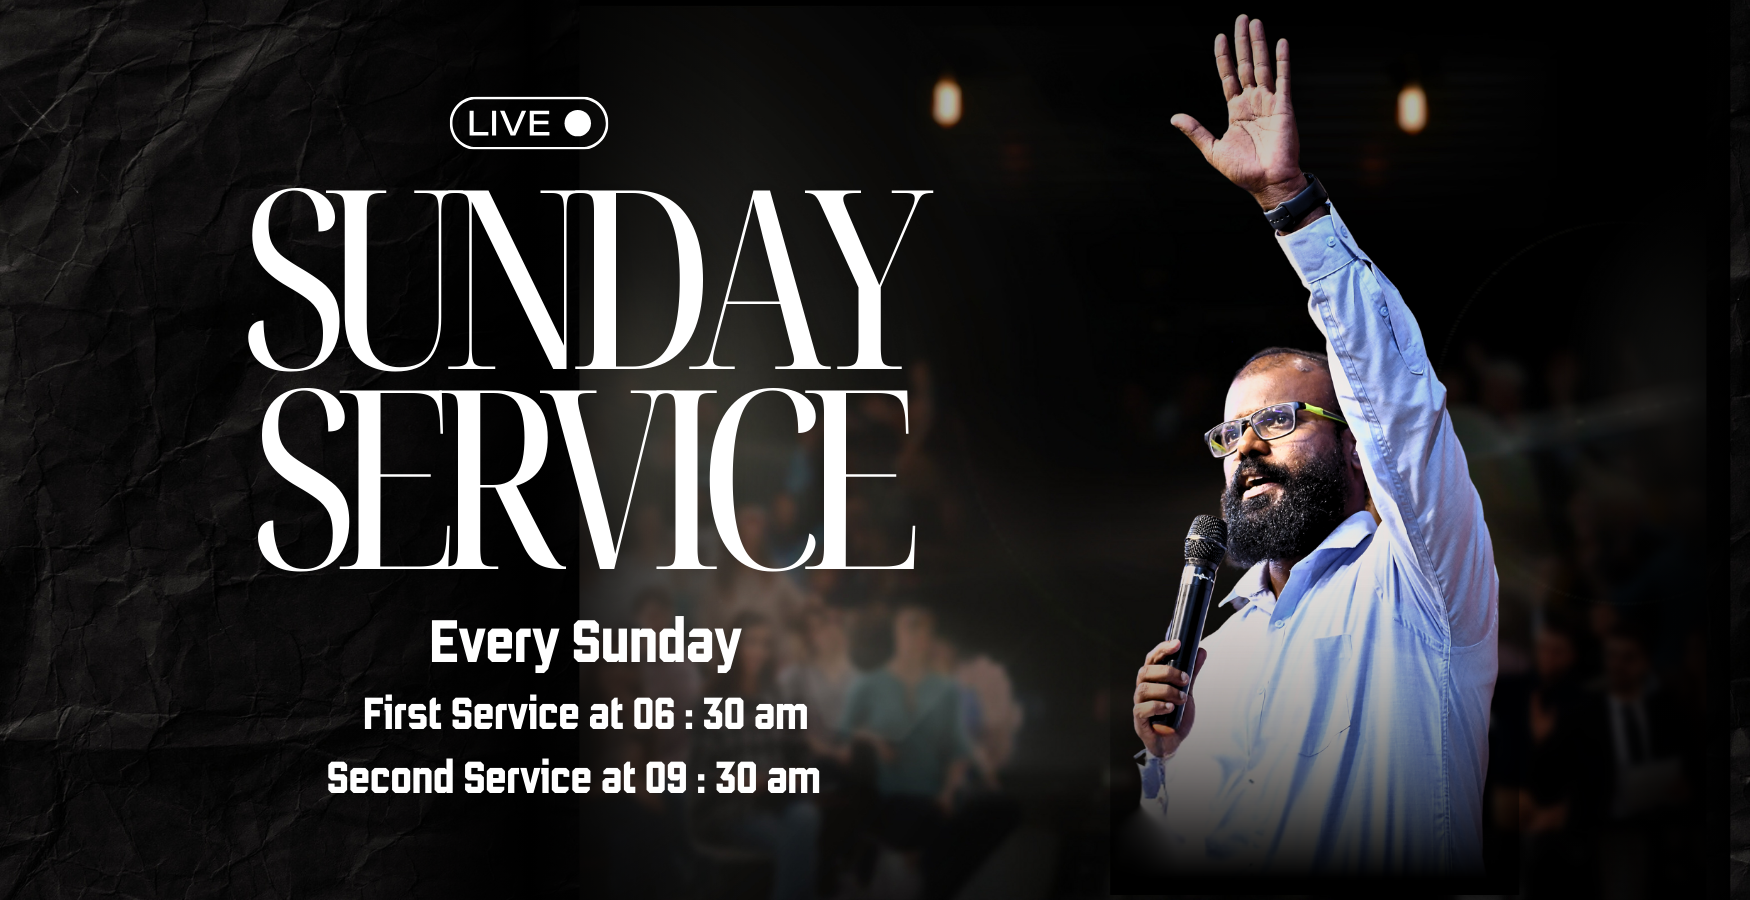 LIVE
SUNDAY
SERVICE
Every Sunday
First Service at 06 : 30 am
Second Service at 09 : 30 am